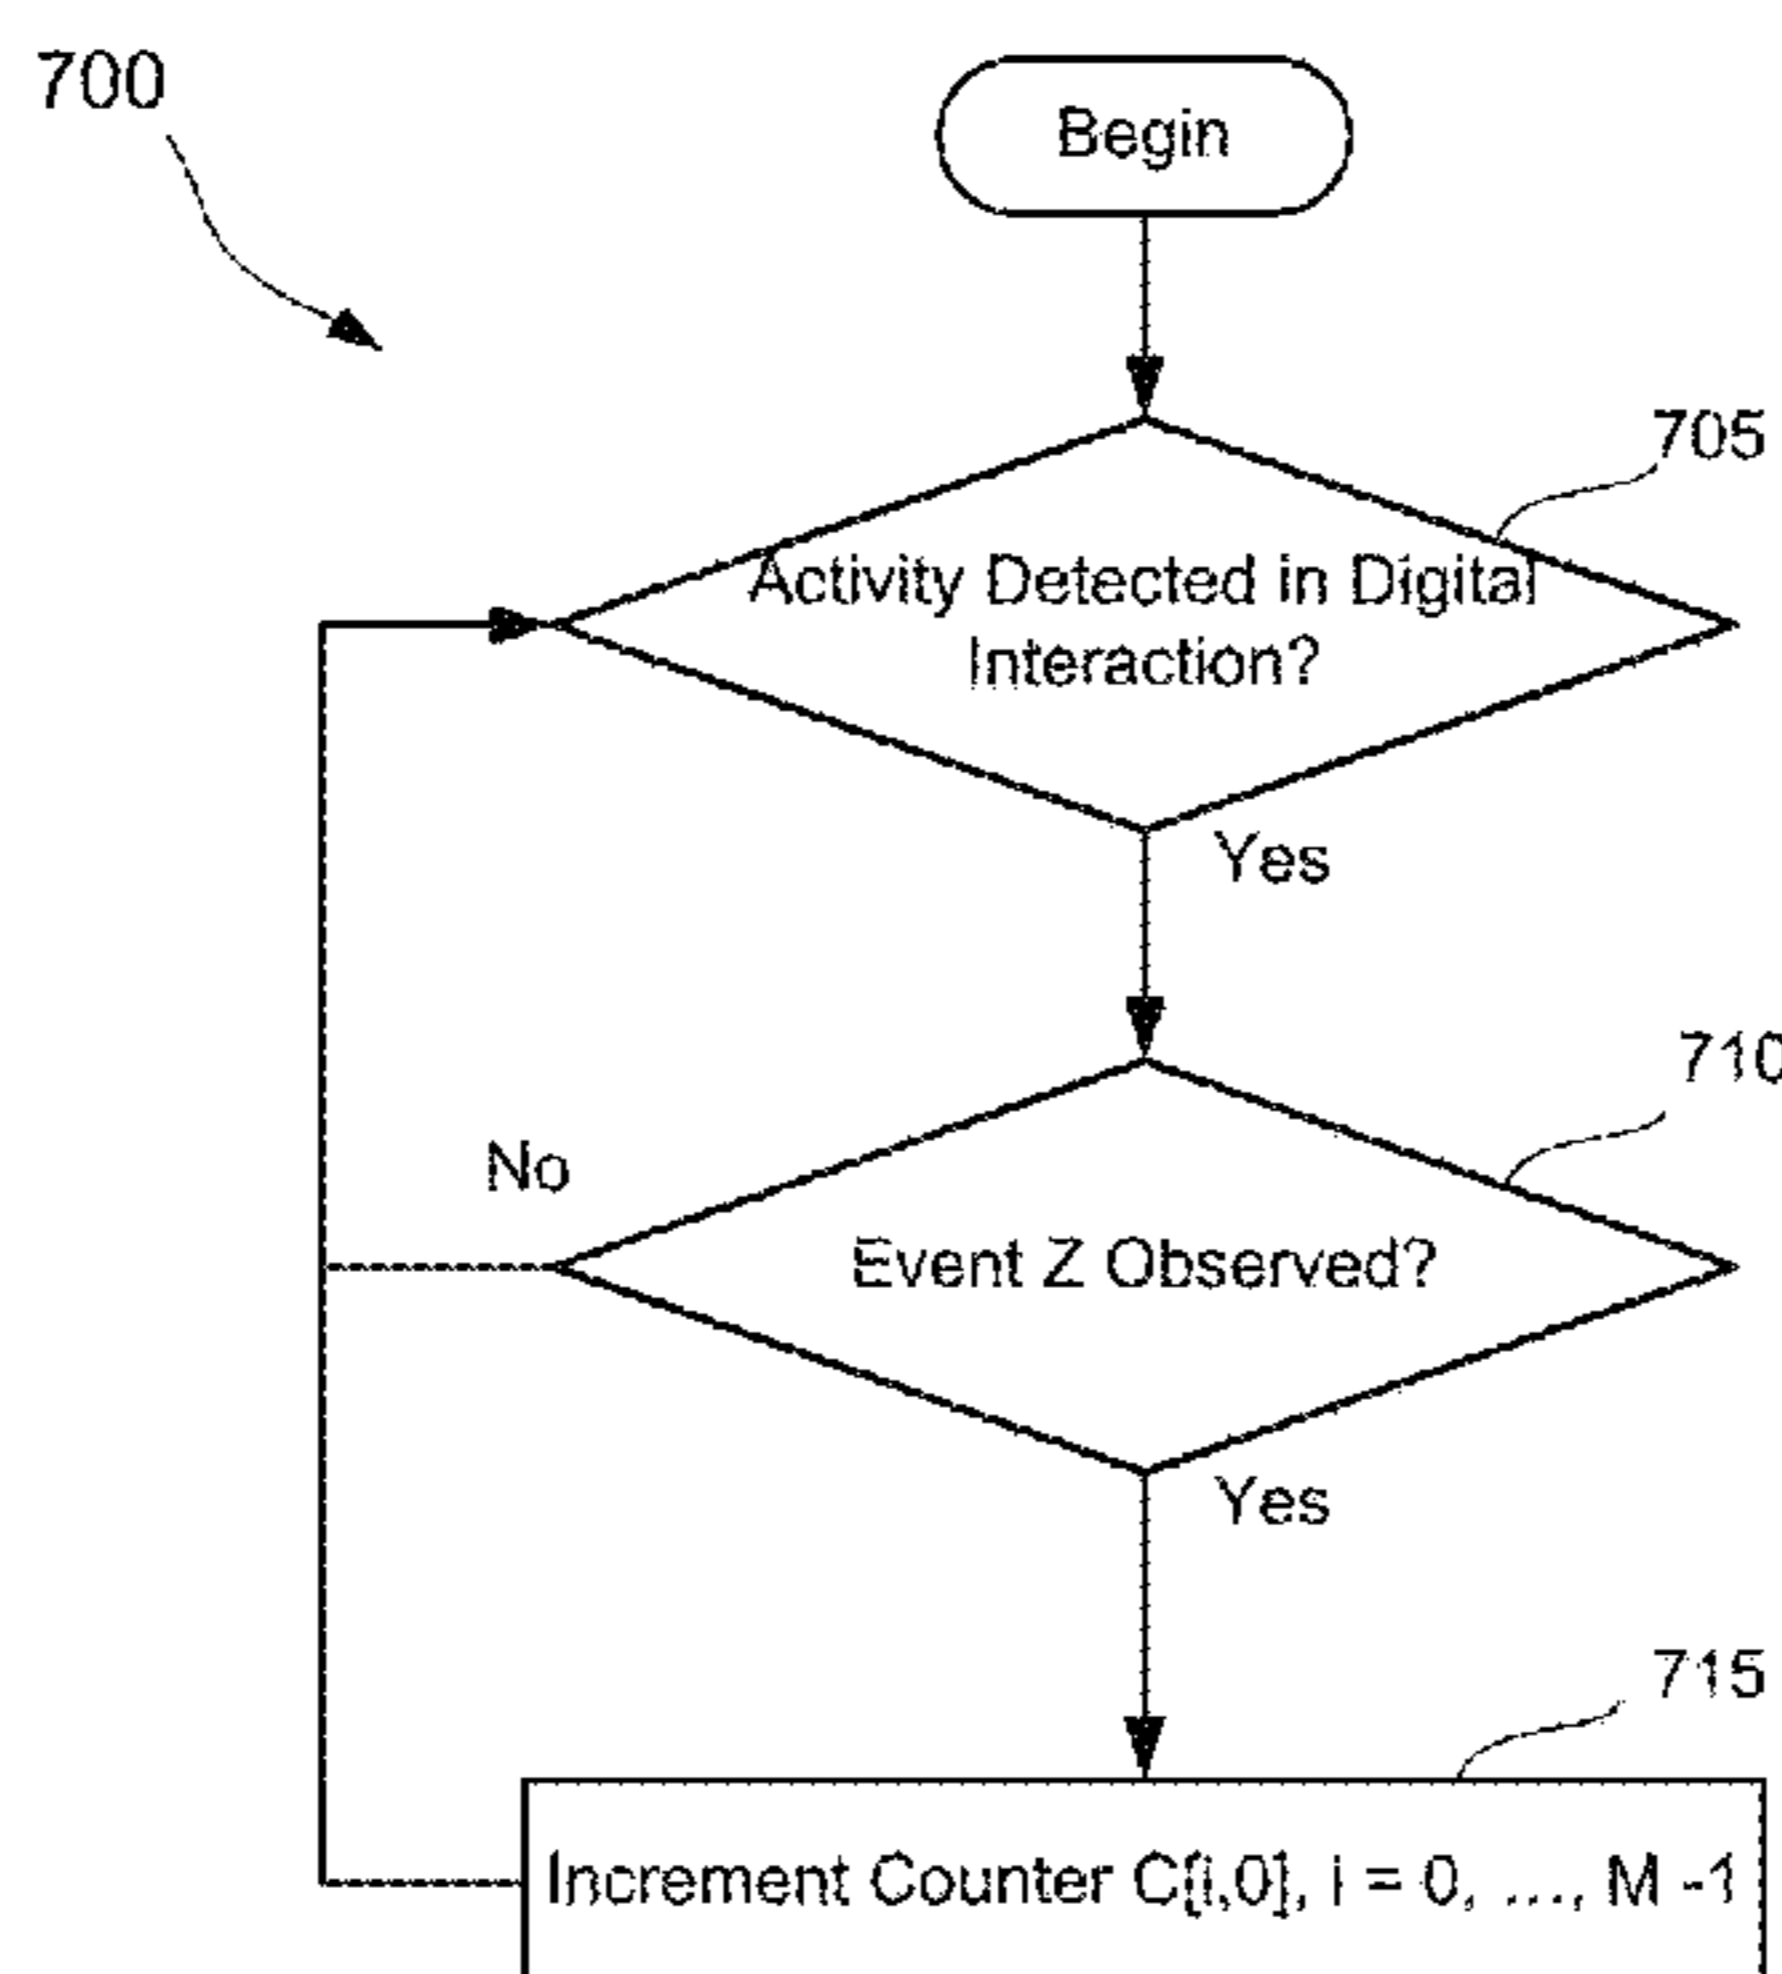 700
Begin
705
Activity Detected in Digital
Interaction?
Yes
710
No
Event Z Observed?
Yes
715
Increment Counter C[i,0], i = 0, ..., M -1